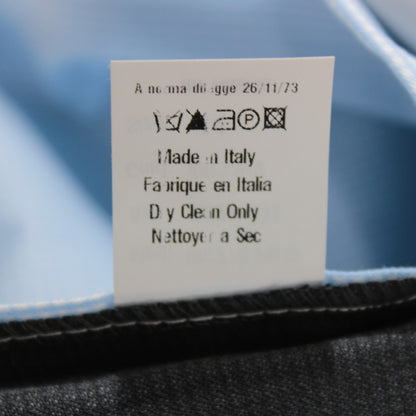 A norma di legge 26/11/73
P
Made in Italy
Fabrique en Italia
Dry Clean Only
Nettoyer a Sec